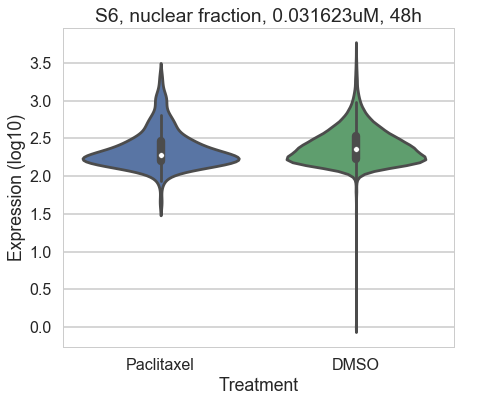 S6, nuclear fraction, 0.031623uM, 48h
Expression (log10)
3.5
3.0
2.5
2.0
1.5
1.0
0.5
0.0
Paclitaxel
DMSO
Treatment